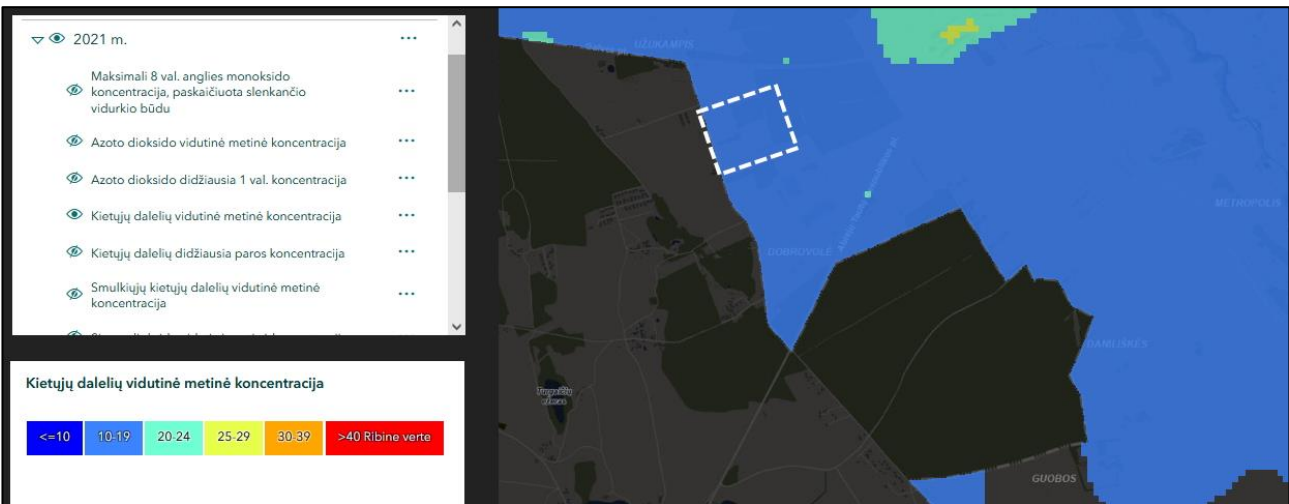 2021 m.
Maksimali 8 val. anglies monoksido
koncentracija, paskaičiuota slenkančio
vidurkio būdu
Azoto dioksido vidutinė metinė koncentracija
Azoto dioksido didžiausia 1 val. koncentracija
Kietųjų dalelių vidutinė metinė koncentracija
Kietųjų dalelių didžiausia paros koncentracija
Smulkiųjų kietųjų dalelių vidutinė metinė
koncentracija
Kietųjų dalelių vidutinė metinė koncentracija
<=10 10-19 20-24 25-29 30-39 >40 Ribine verte
UŽUKAMPIS
METROPOLIS
DOBRUVOLĖ
GUOBOS